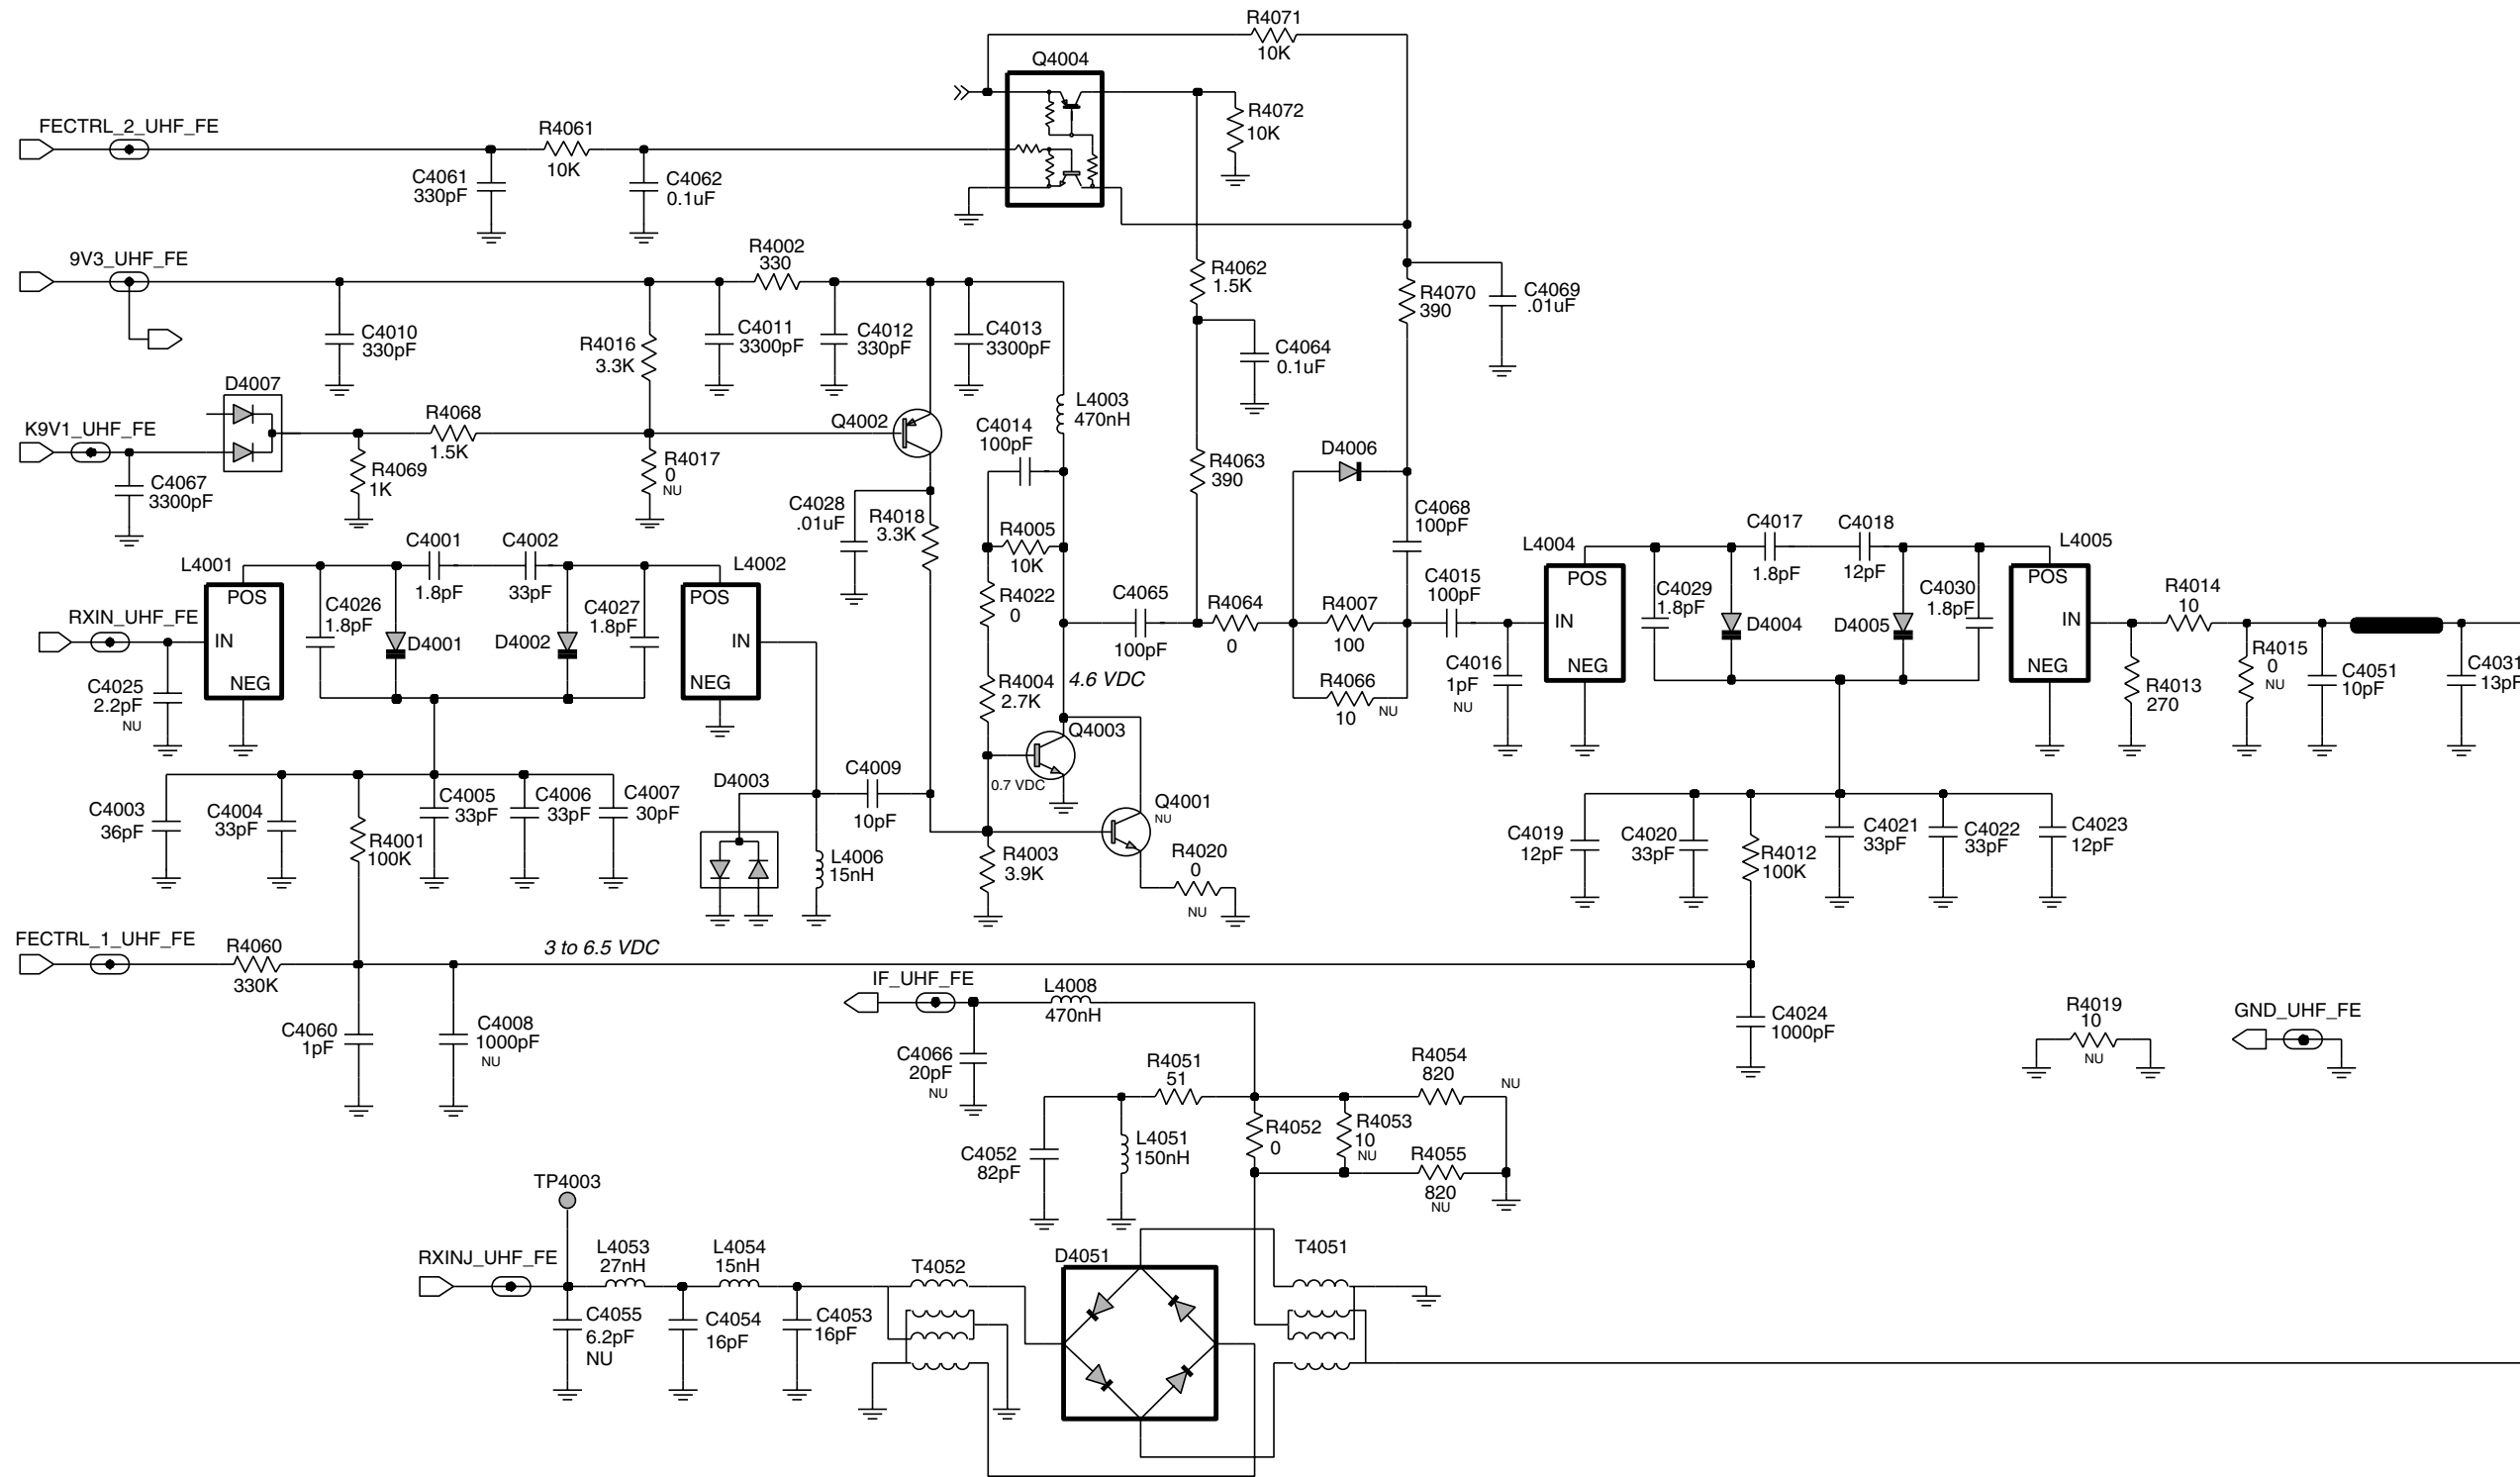 R4071
10K
Q4004
R4072
10K
FECTRL_2_UHF_FE
R4061
10K
C4061
330pF
C4062
0.1uF
9V3_UHF_FE
R4002
330
R4062
1.5K
R4070
390
C4069
.01uF
C4010
330pF
R4016
3.3K
C4011
3300pF
C4012
330pF
C4013
3300pF
C4064
0.1uF
D4007
K9V1_UHF_FE
R4068
1.5K
Q4002
L4003
470nH
C4014
100pF
R4069
1K
R4017
0
NU
C4067
3300pF
R4063
390
D4006
C4028
.01uF
R4018
3.3K
R4005
10K
C4068
100pF
L4001
C4001
1.8pF
C4002
33pF
L4002
L4004
C4017
1.8pF
C4018
12pF
L4005
RXIN_UHF_FE
POS
IN
NEG
C4026
1.8pF
D4001
D4002
C4027
1.8pF
POS
IN
NEG
R4022
0
C4065
100pF
R4064
0
R4007
100
C4015
100pF
POS
IN
NEG
C4029
1.8pF
D4004
D4005
C4030
1.8pF
POS
IN
NEG
R4014
10
C4025
2.2pF
NU
R4004
2.7K
4.6 VDC
R4066
10
NU
C4016
1pF
NU
R4013
270
R4015
0
NU
C4051
10pF
C4031
13pF
Q4003
0.7 VDC
C4003
36pF
C4004
33pF
R4001
100K
C4005
33pF
C4006
33pF
C4007
30pF
D4003
C4009
10pF
L4006
15nH
R4003
3.9K
Q4001
NU
R4020
0
NU
C4019
12pF
C4020
33pF
R4012
100K
C4021
33pF
C4022
33pF
C4023
12pF
FECTRL_1_UHF_FE
R4060
330K
3 to 6.5 VDC
IF_UHF_FE
L4008
470nH
C4060
1pF
C4008
1000pF
NU
C4066
20pF
NU
C4024
1000pF
R4019
10
NU
GND_UHF_FE
R4051
51
R4054
820
NU
C4052
82pF
L4051
150nH
R4052
0
R4053
10
NU
R4055
820
NU
TP4003
RXINJ_UHF_FE
L4053
27nH
L4054
15nH
T4052
D4051
T4051
C4055
6.2pF
NU
C4054
16pF
C4053
16pF